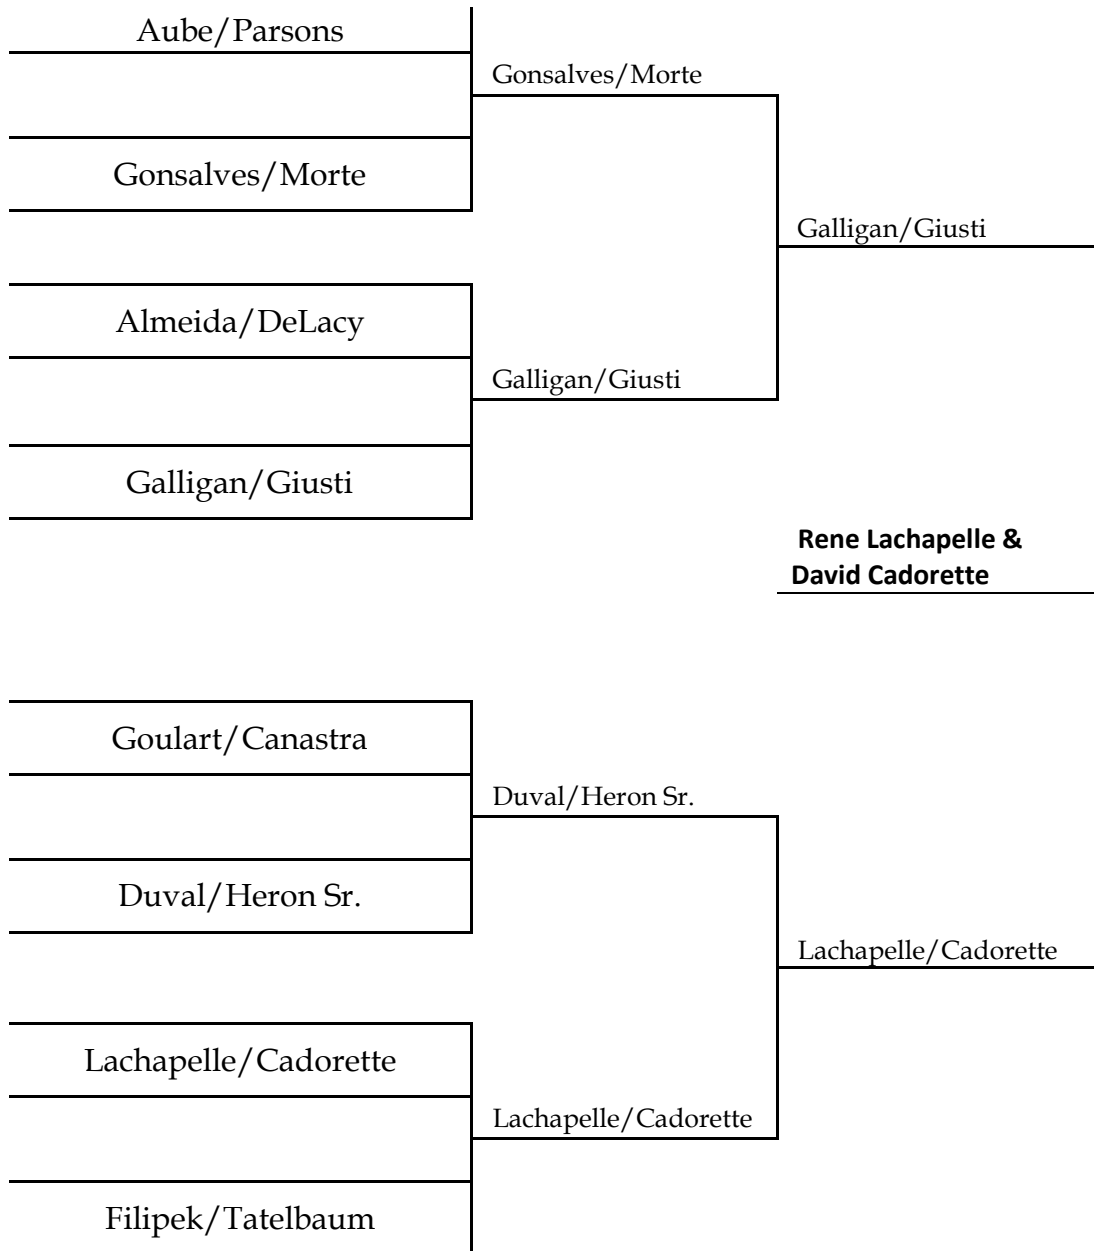 Aube/Parsons
Gonsalves/Morte
Gonsalves/Morte
Galligan/Giusti
Almeida/DeLacy
Galligan/Giusti
Galligan/Giusti
Rene Lachapelle &
David Cadorette
Goulart/Canastra
Duval/Heron Sr.
Duval/Heron Sr.
Lachapelle/Cadorette
Lachapelle/Cadorette
Lachapelle/Cadorette
Filipek/Tatelbaum